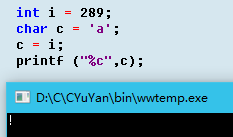 int i = 289;
char c = 'a';
c = i;
printf ("%c",c);
D:\C\CYuYan\bin\wwtemp.exe
!